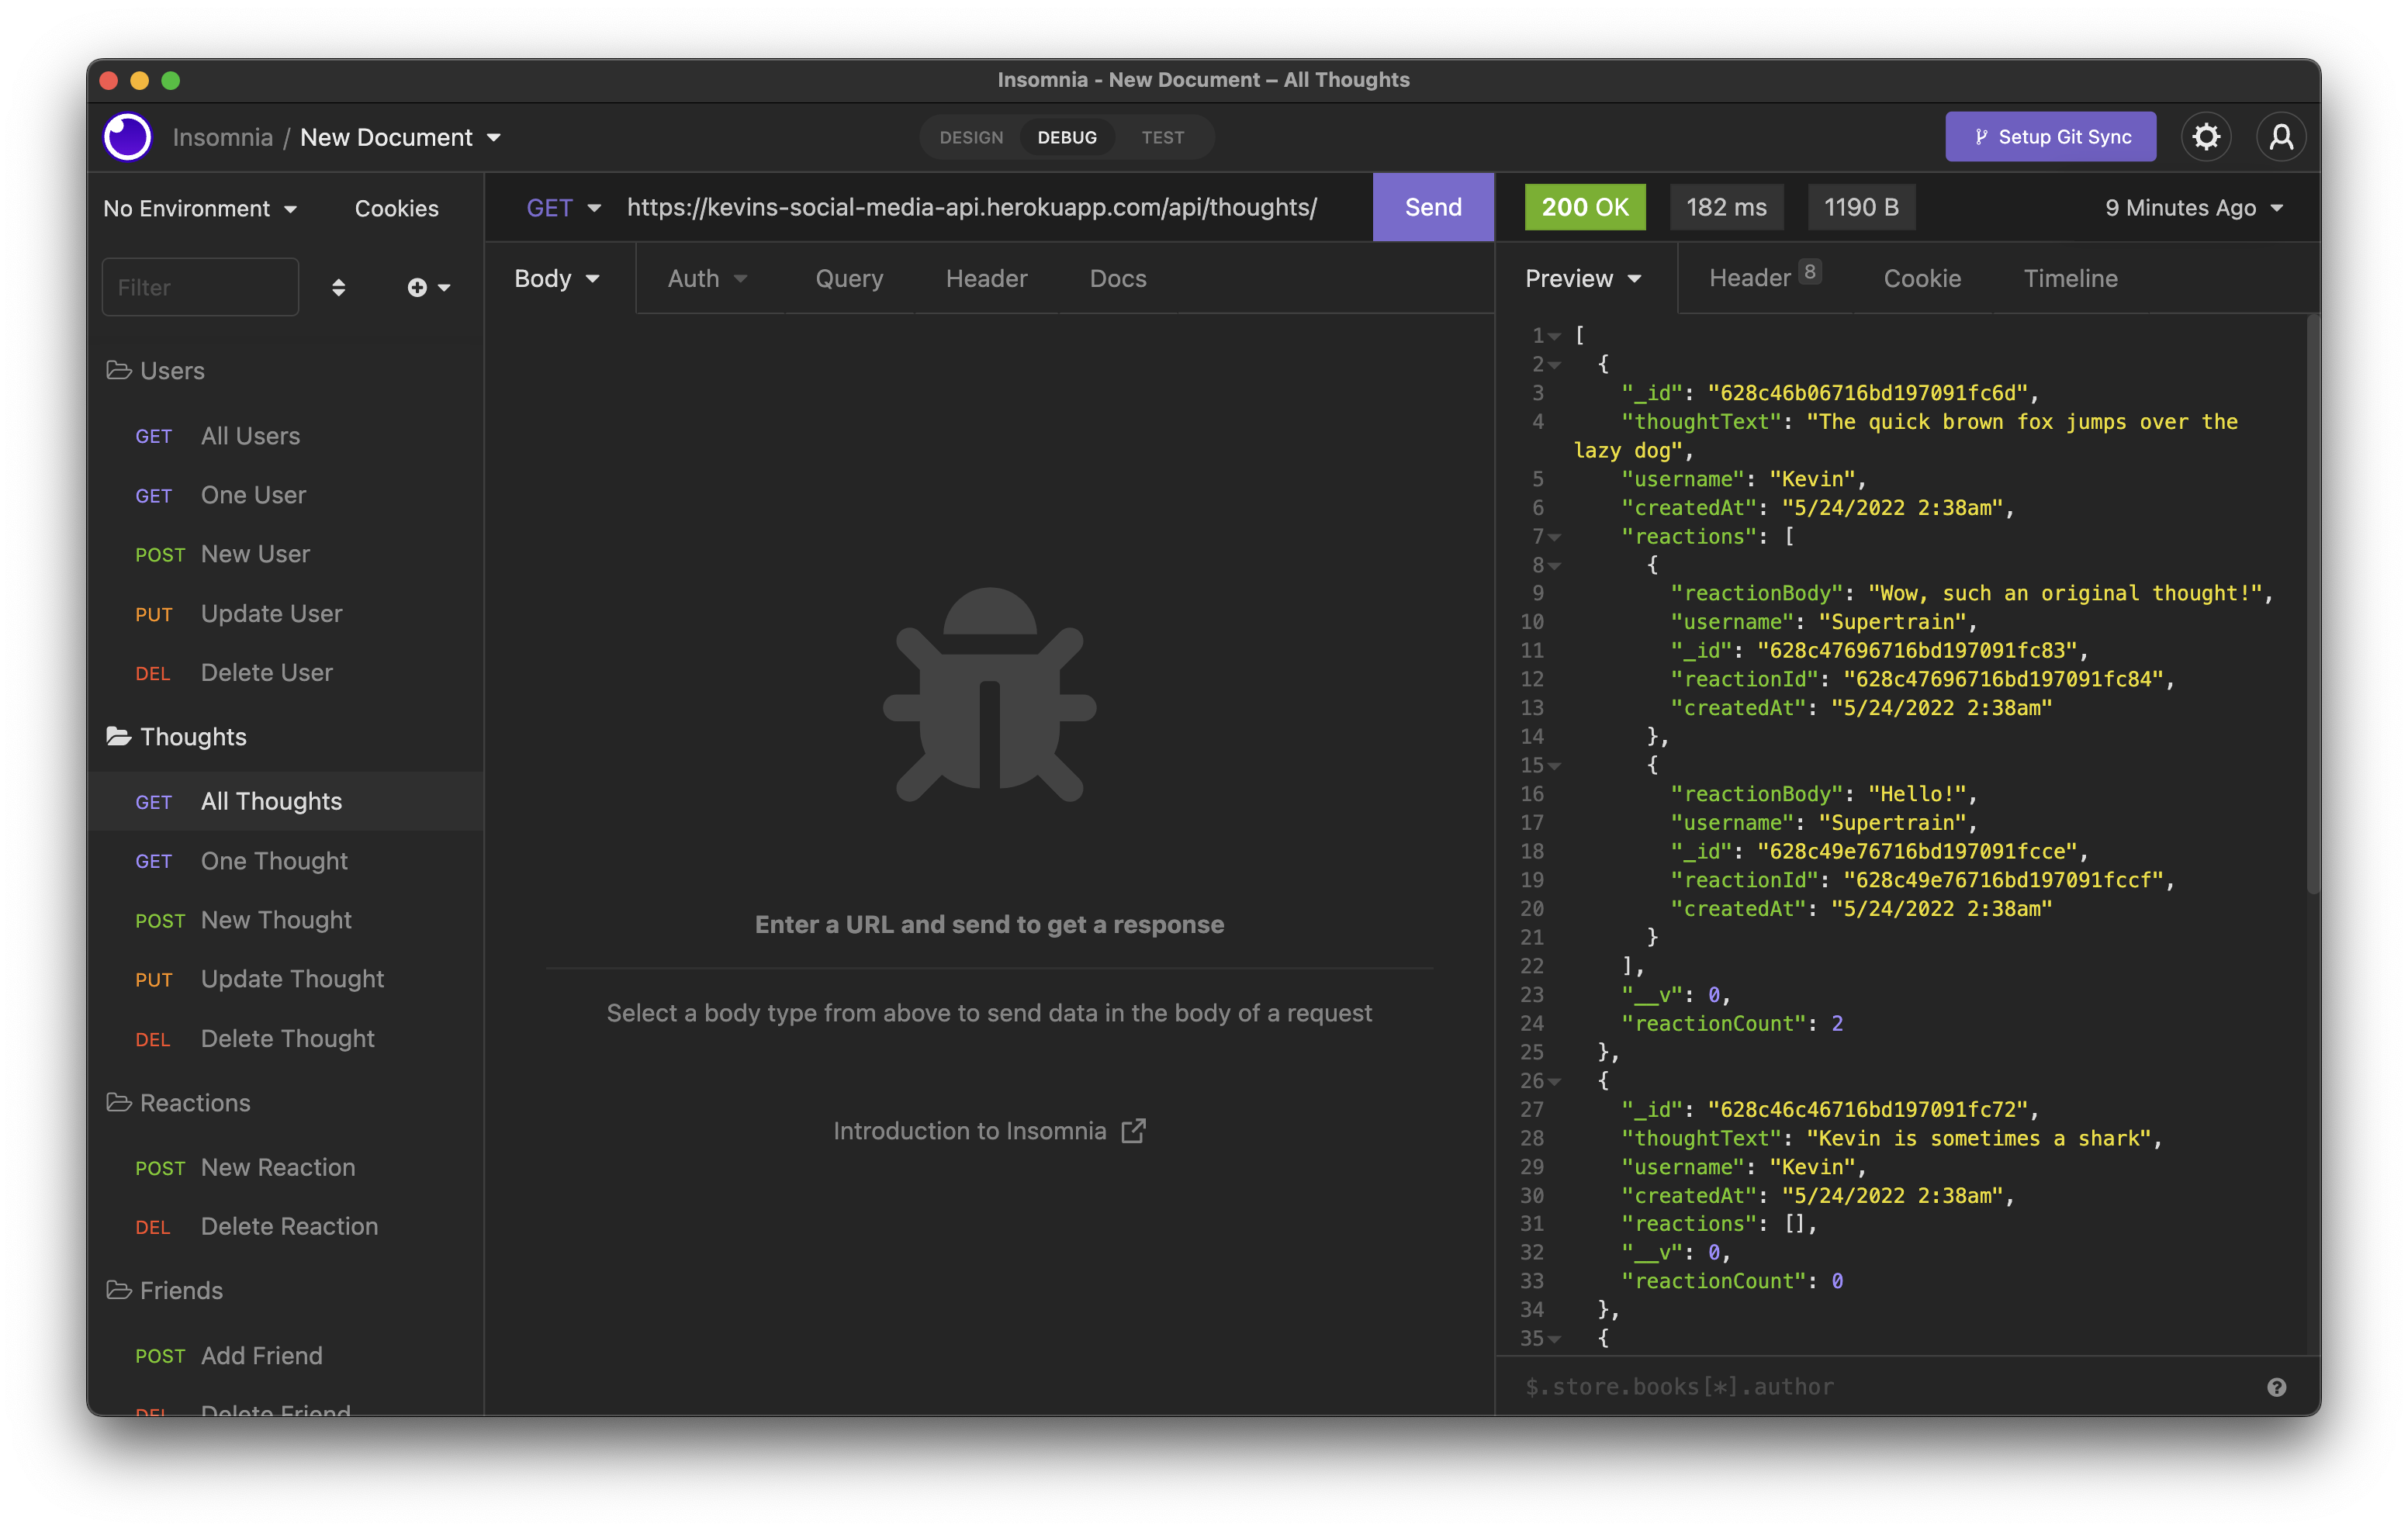 Insomnia - New Document – All Thoughts
Insomnia / New Document
DESIGN DEBUG TEST
Setup Git Sync
No Environment Cookies
Filter
Users
GET All Users
GET One User
POST New User
PUT Update User
DEL Delete User
Thoughts
GET All Thoughts
GET One Thought
POST New Thought
PUT Update Thought
DEL Delete Thought
Reactions
POST New Reaction
DEL Delete Reaction
Friends
POST Add Friend
DEL Delete Friend
GET https://kevins-social-media-api.herokuapp.com/api/thoughts/ Send
Body Auth Query Header Docs
Enter a URL and send to get a response
Select a body type from above to send data in the body of a request
Introduction to Insomnia
200 OK 182 ms 1190 B 9 Minutes Ago
Preview Header 8 Cookie Timeline
1 [
2 {
3 "_id": "628c46b06716bd197091fc6d",
4 "thoughtText": "The quick brown fox jumps over the
lazy dog",
5 "username": "Kevin",
6 "createdAt": "5/24/2022 2:38am",
7 "reactions": [
8 {
9 "reactionBody": "Wow, such an original thought!",
10 "username": "Supertrain",
11 "_id": "628c47696716bd197091fc83",
12 "reactionId": "628c47696716bd197091fc84",
13 "createdAt": "5/24/2022 2:38am"
14 },
15 {
16 "reactionBody": "Hello!",
17 "username": "Supertrain",
18 "_id": "628c49e76716bd197091fcce",
19 "reactionId": "628c49e76716bd197091fccf",
20 "createdAt": "5/24/2022 2:38am"
21 }
22 ],
23 "__v": 0,
24 "reactionCount": 2
25 },
26 {
27 "_id": "628c46c46716bd197091fc72",
28 "thoughtText": "Kevin is sometimes a shark",
29 "username": "Kevin",
30 "createdAt": "5/24/2022 2:38am",
31 "reactions": [],
32 "__v": 0,
33 "reactionCount": 0
34 },
35 {
$.store.books[*].author